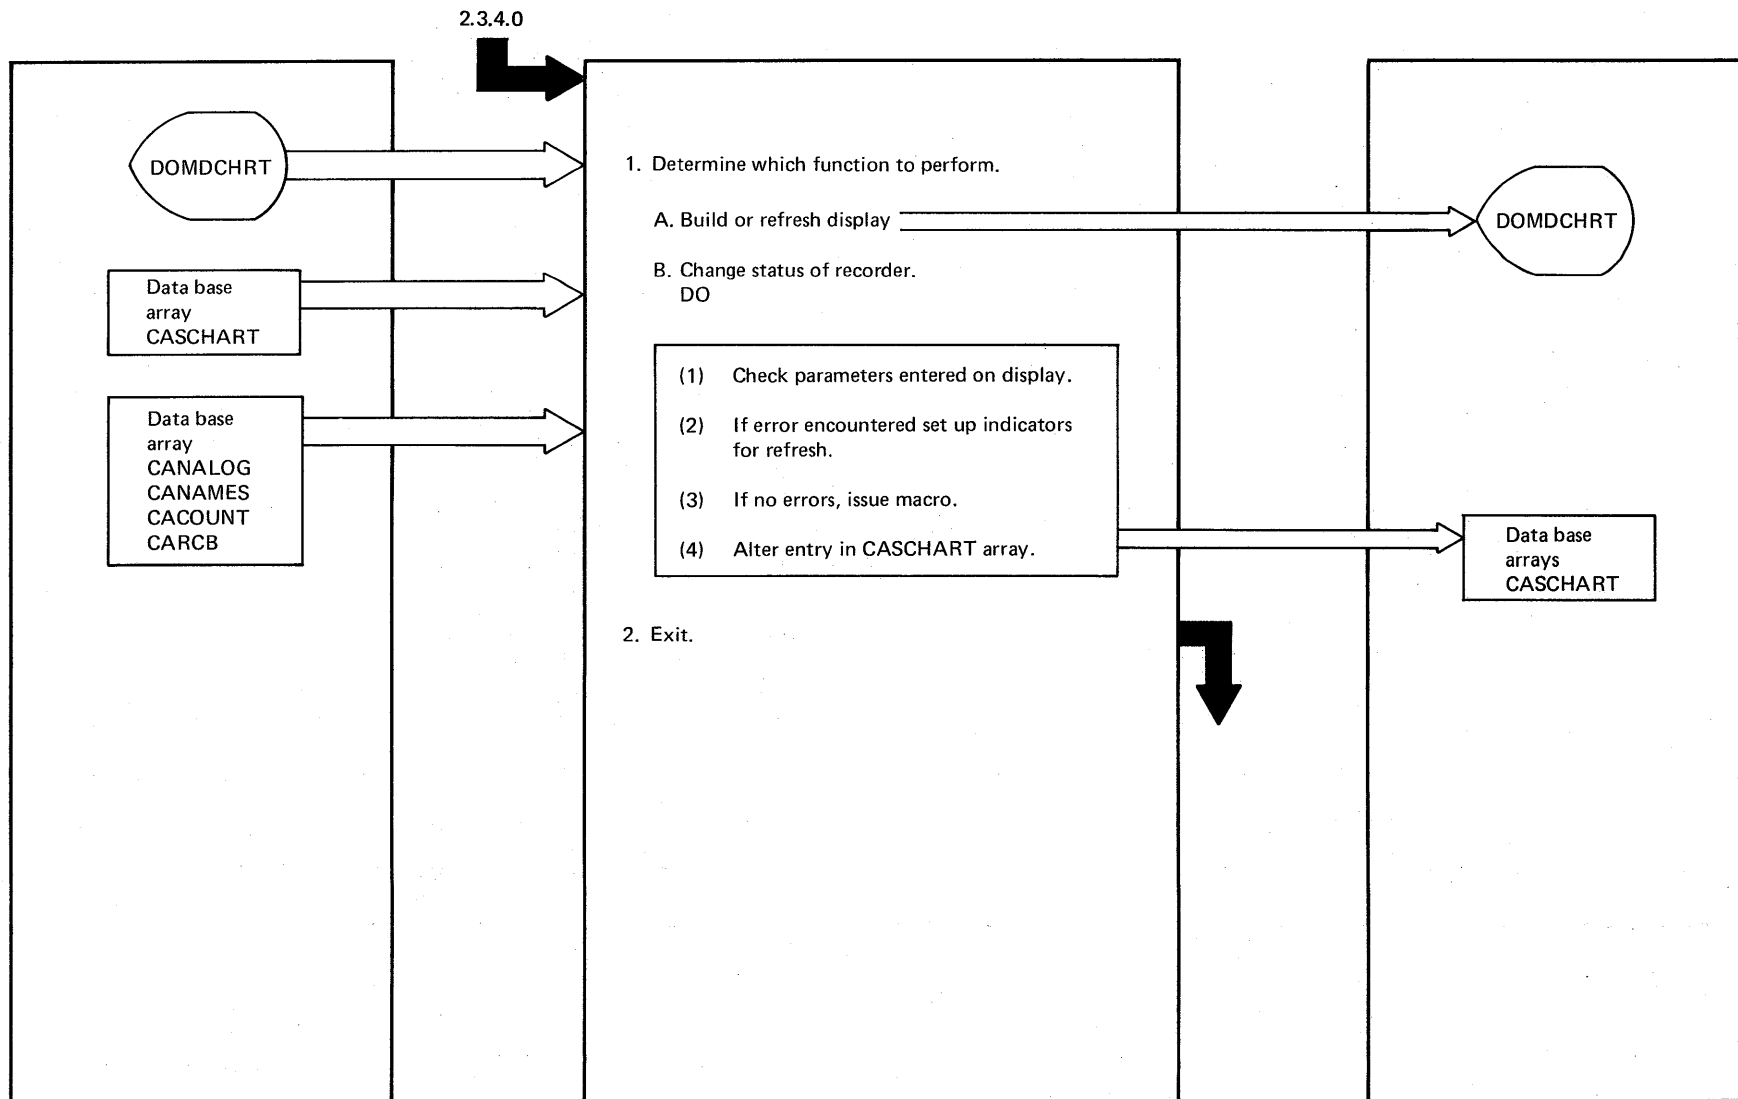 2.3.4.0
DOMDCHRT
Data base
array
CASCHART
Data base
array
CANALOG
CANAMES
CACOUNT
CARCB
1. Determine which function to perform.
A. Build or refresh display
B. Change status of recorder.
DO
(1) Check parameters entered on display.
(2) If error encountered set up indicators
for refresh.
(3) If no errors, issue macro.
(4) Alter entry in CASCHART array.
2. Exit.
DOMDCHRT
Data base
arrays
CASCHART